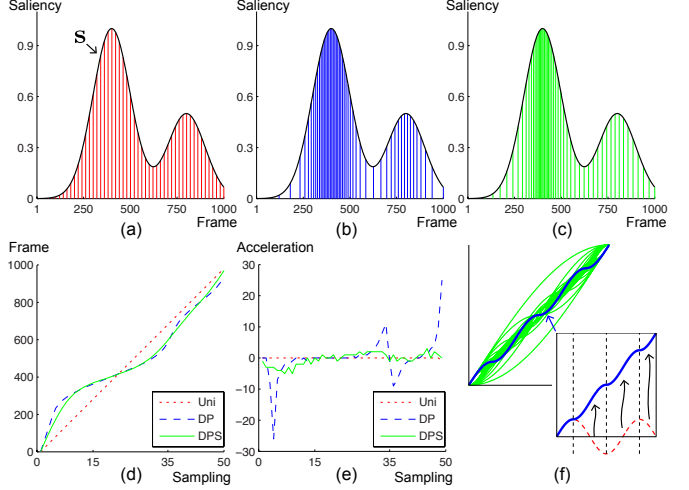 Saliency
S
0.9
0.6
0.3
0
1
250
500
750
1000
Frame
(a)
Saliency
0.9
0.6
0.3
0
1
250
500
750
1000
Frame
(b)
Saliency
0.9
0.6
0.3
0
1
250
500
750
1000
Frame
(c)
Frame
1000
800
600
400
200
0
0
15
35
50
Uni
DP
DPS
(d)
Sampling
Acceleration
30
20
10
0
−10
−20
−30
0
15
35
50
Uni
DP
DPS
(e)
Sampling
(f)